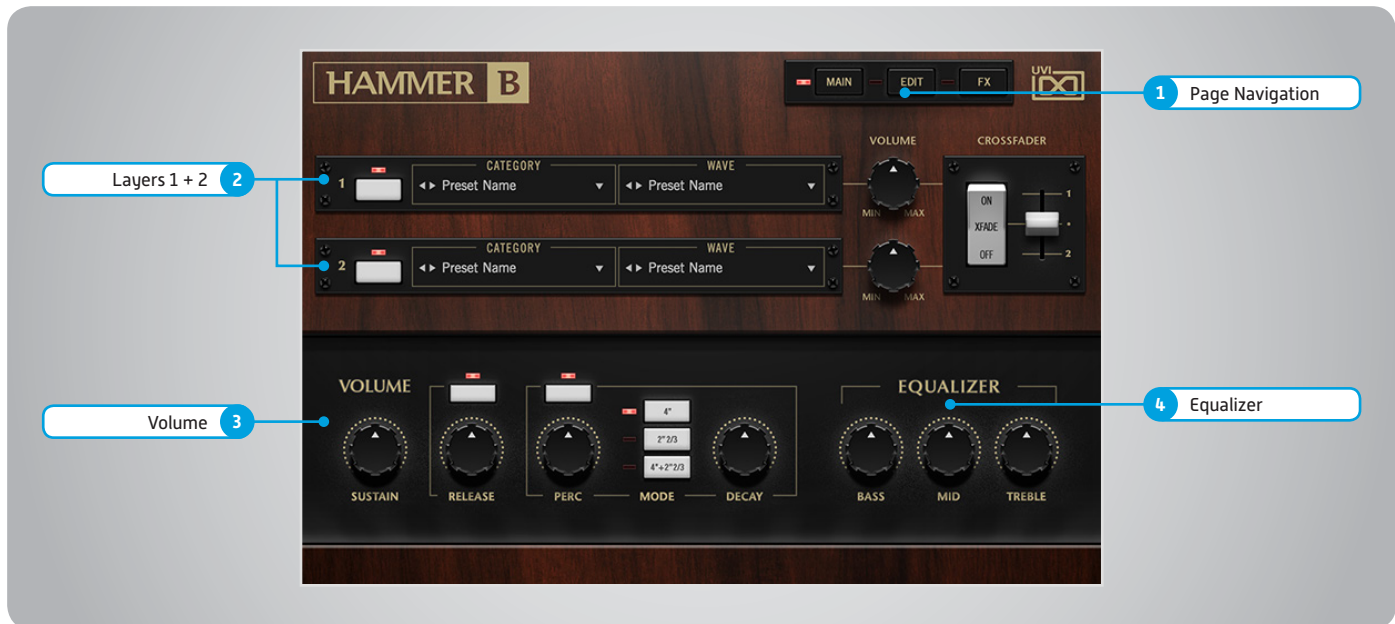 HAMMER B
MAIN EDIT FX
UVI
1 Page Navigation
VOLUME CROSSFADER
Layers 1 + 2 2
1 CATEGORY WAVE
Preset Name Preset Name
MIN MAX
ON
XFADE
OFF
1
2
2 CATEGORY WAVE
Preset Name Preset Name
MIN MAX
Volume 3
VOLUME
SUSTAIN RELEASE PERC MODE DECAY
4"
2" 2/3
4"+2"2/3
EQUALIZER
4 Equalizer
BASS MID TREBLE